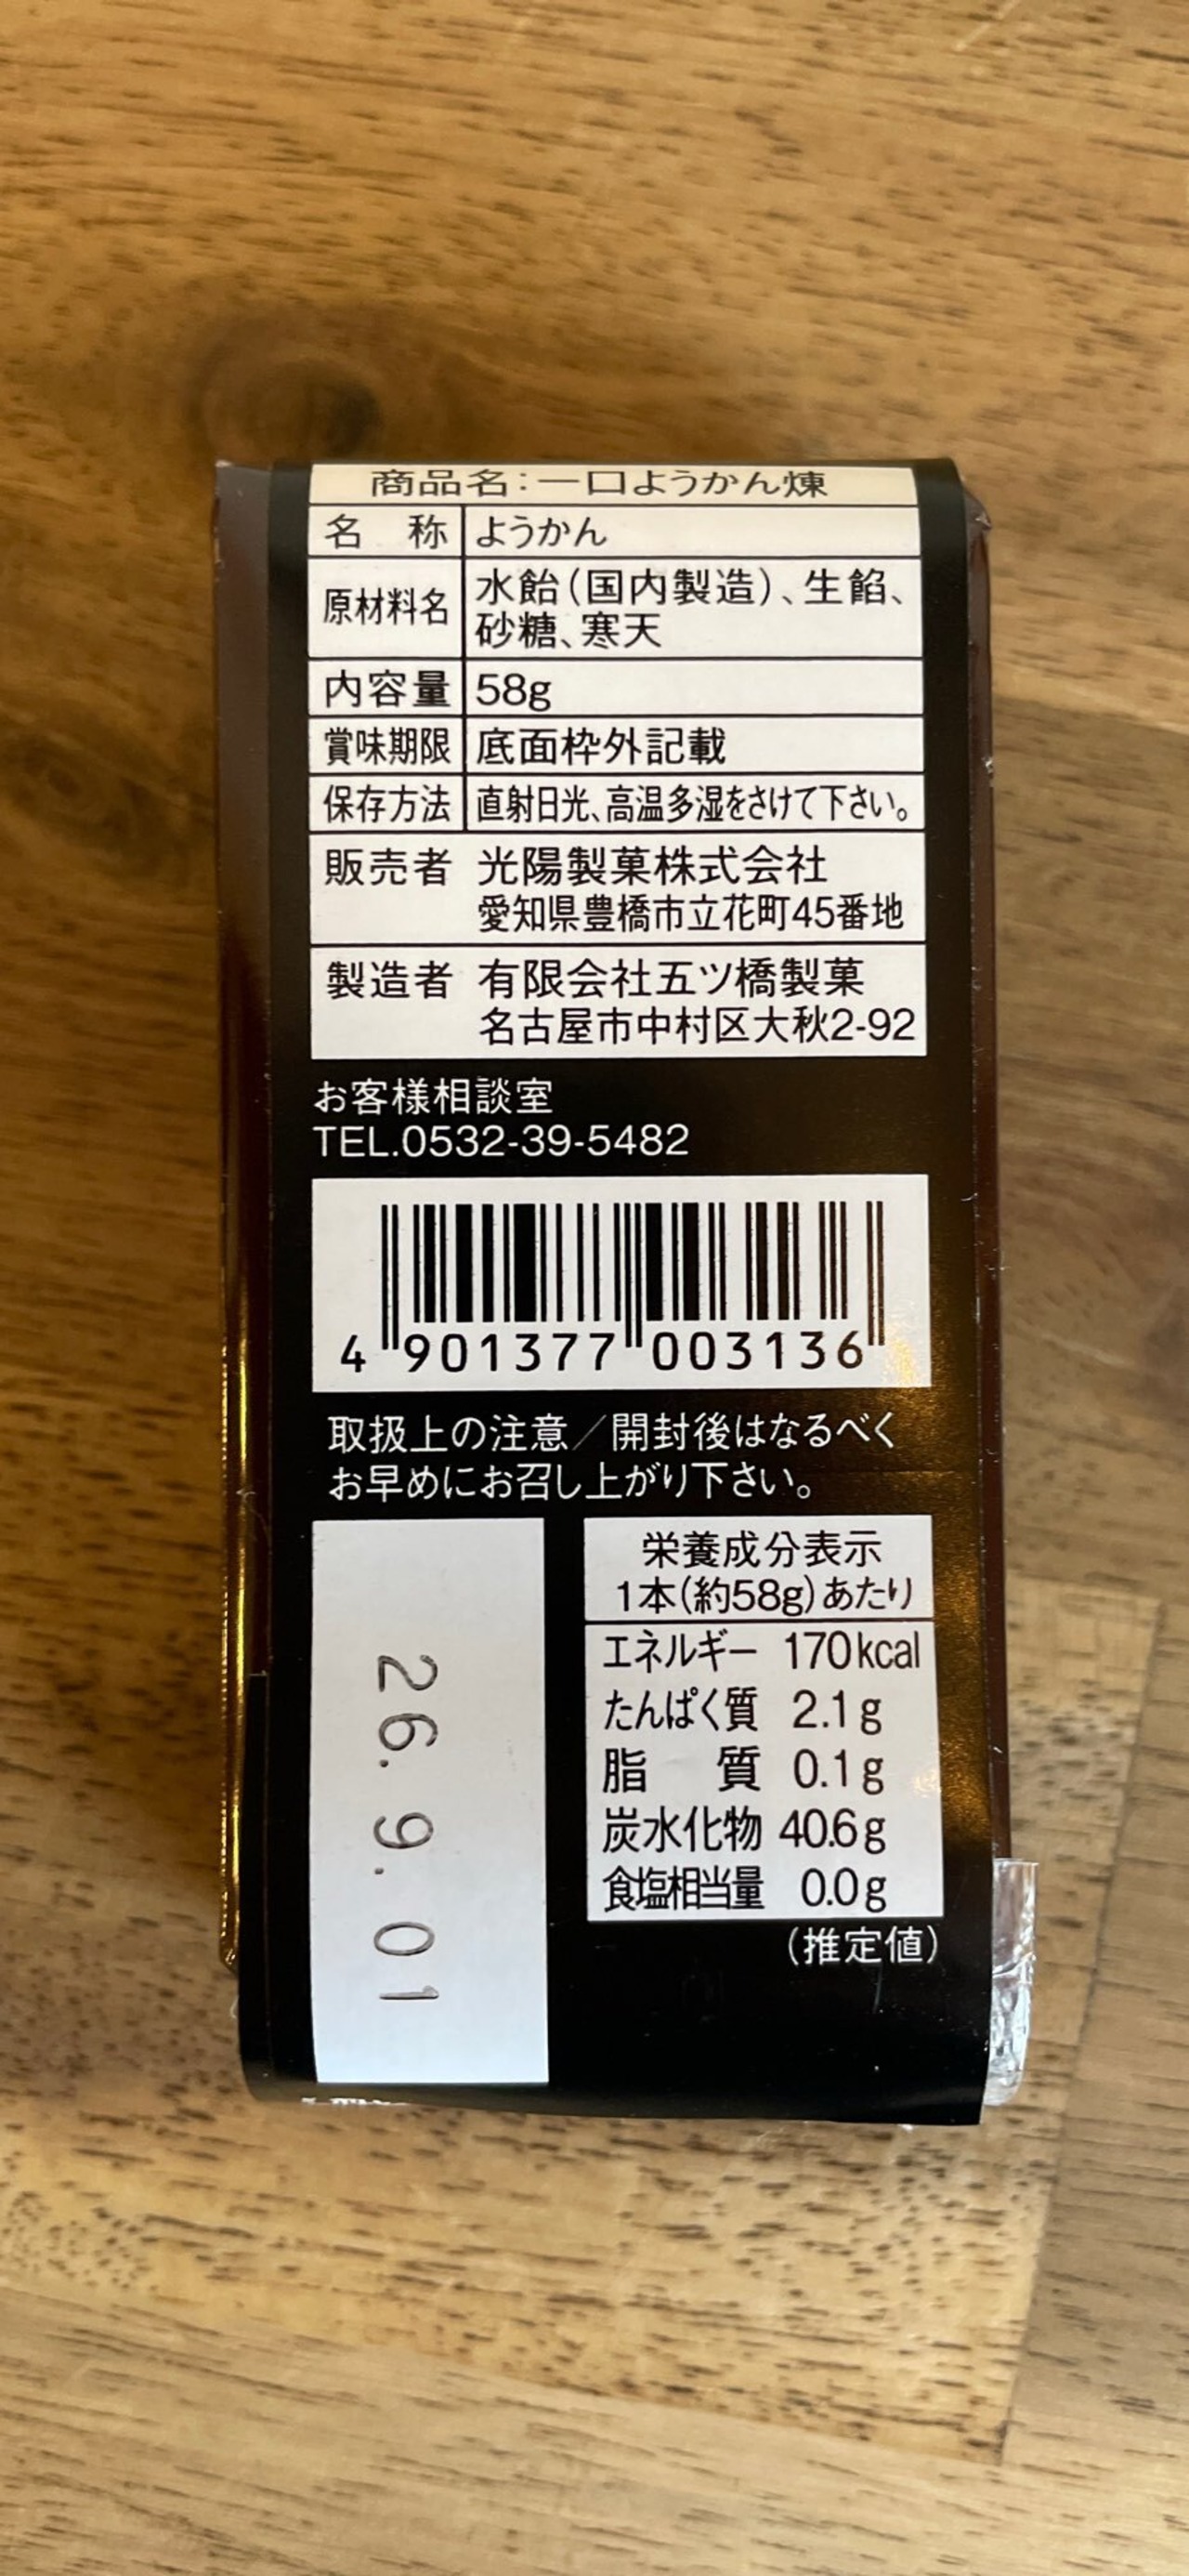 商品名：一口ようかん煉
名　称 ようかん
原材料名 水飴（国内製造）、生餡、
砂糖、寒天
内容量 58g
賞味期限 底面枠外記載
保存方法 直射日光、高温多湿をさけて下さい。
販売者 光陽製菓株式会社
愛知県豊橋市立花町45番地
製造者 有限会社五ツ橋製菓
名古屋市中村区大秋2-92
お客様相談室
TEL.0532-39-5482
4 901377 003136
取扱上の注意／開封後はなるべく
お早めにお召し上がり下さい。
26.9.01
栄養成分表示
1本（約58g）あたり
エネルギー 170kcal
たんぱく質 2.1g
脂　質 0.1g
炭水化物 40.6g
食塩相当量 0.0g
（推定値）